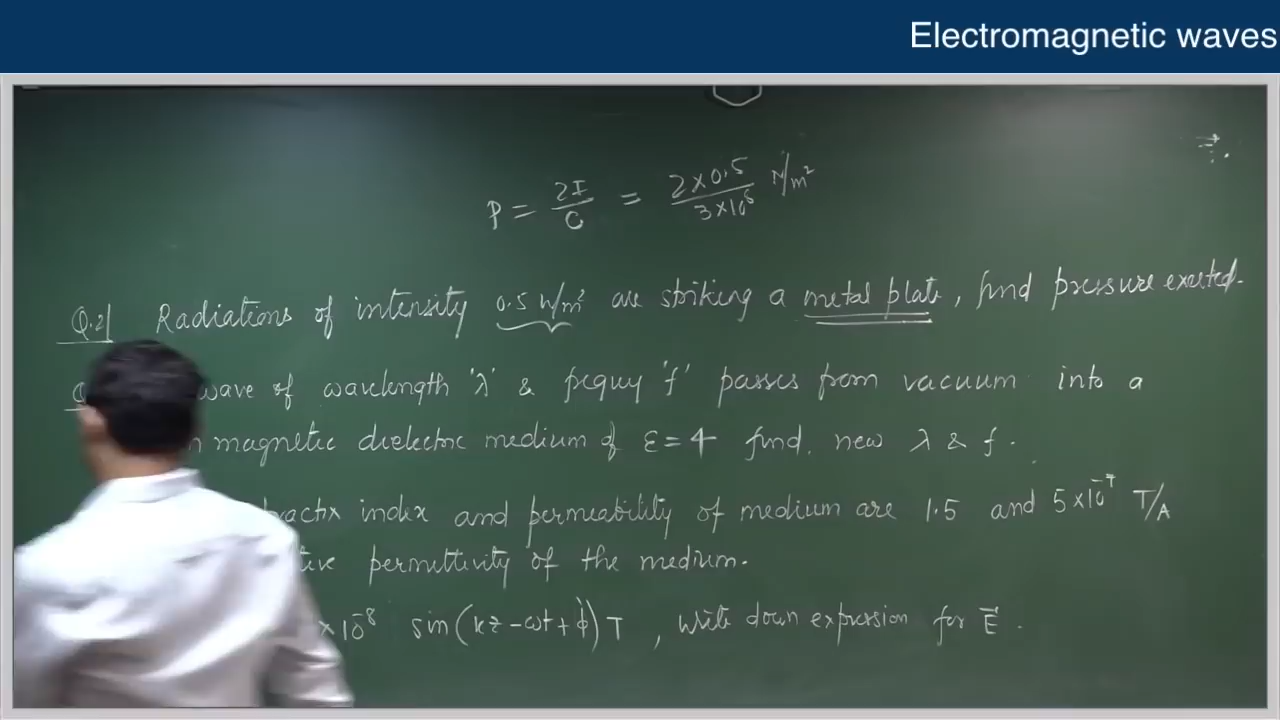 Electromagnetic waves
P = 2I/C = 2×0.5/3×10⁸ N/m²
Q.2| Radiations of intensity 0.5 W/m² are striking a metal plate, find pressure exerted.
wave of wavelength 'λ' & frequency 'f' passes from vacuum into a
magnetic dielectric medium of ε = 4 find new λ & f.
index and permeability of medium are 1.5 and 5×10⁻⁷ T/A
permittivity of the medium.
×10⁻⁸ sin(kz-ωt+ϕ) T, write down expression for E⃗.